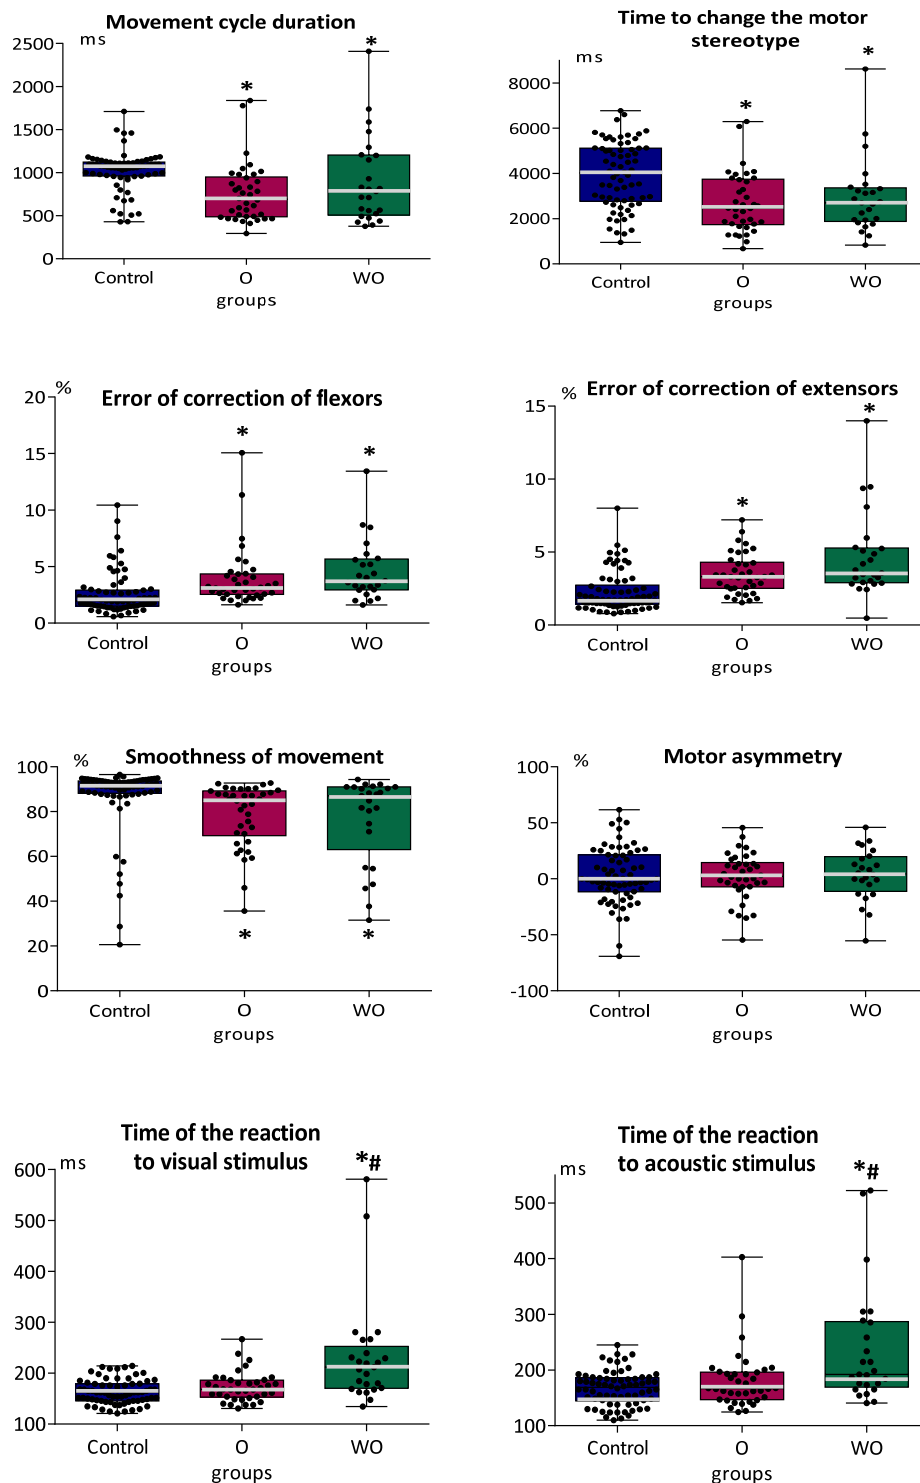 Movement cycle duration
ms
*
*
2500
2000
1500
1000
500
0
Control
O
WO
groups
Time to change the motor
stereotype
ms
*
*
8000
6000
4000
2000
0
Control
O
WO
groups
Error of correction of flexors
%
*
*
20
15
10
5
0
Control
O
WO
groups
Error of correction of extensors
%
*
*
15
10
5
0
Control
O
WO
groups
Smoothness of movement
%
100
80
60
40
20
0
*
*
Control
O
WO
groups
Motor asymmetry
%
100
50
0
-50
-100
Control
O
WO
groups
Time of the reaction
to visual stimulus
ms
*#
600
500
400
300
200
100
Control
O
WO
groups
Time of the reaction
to acoustic stimulus
ms
*#
500
400
300
200
100
Control
O
WO
groups